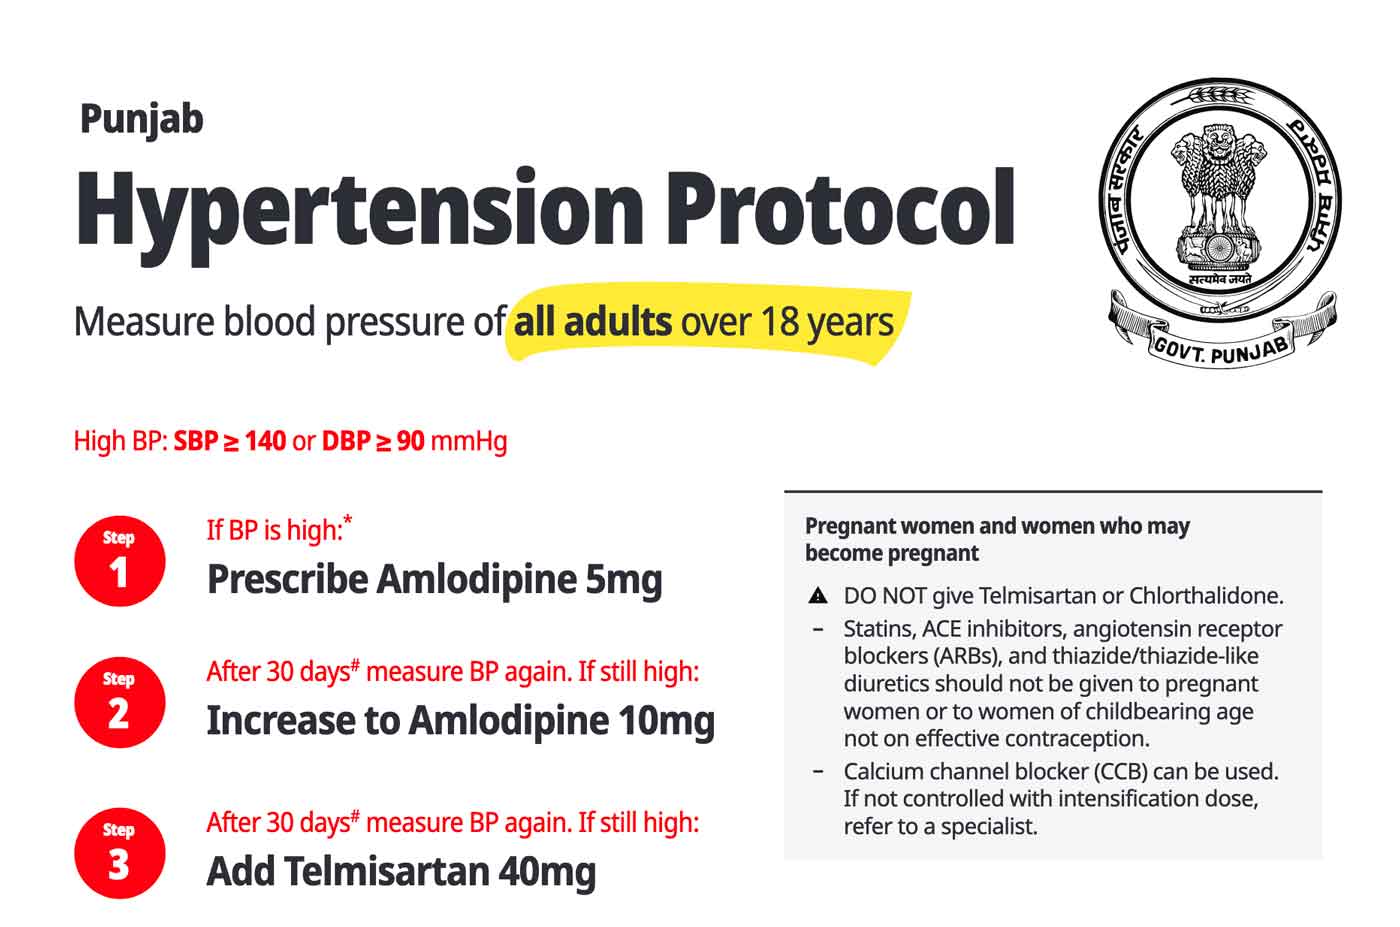 Punjab
Hypertension Protocol
Measure blood pressure of all adults over 18 years
पंजाब सरकार
ਪੰਜਾਬ ਸਰਕਾਰ
सत्यमेव जयते
GOVT. PUNJAB
High BP: SBP ≥ 140 or DBP ≥ 90 mmHg
Step
1
If BP is high:*
Prescribe Amlodipine 5mg
Step
2
After 30 days# measure BP again. If still high:
Increase to Amlodipine 10mg
Step
3
After 30 days# measure BP again. If still high:
Add Telmisartan 40mg
Pregnant women and women who may
become pregnant
DO NOT give Telmisartan or Chlorthalidone.
– Statins, ACE inhibitors, angiotensin receptor
blockers (ARBs), and thiazide/thiazide-like
diuretics should not be given to pregnant
women or to women of childbearing age
not on effective contraception.
– Calcium channel blocker (CCB) can be used.
If not controlled with intensification dose,
refer to a specialist.